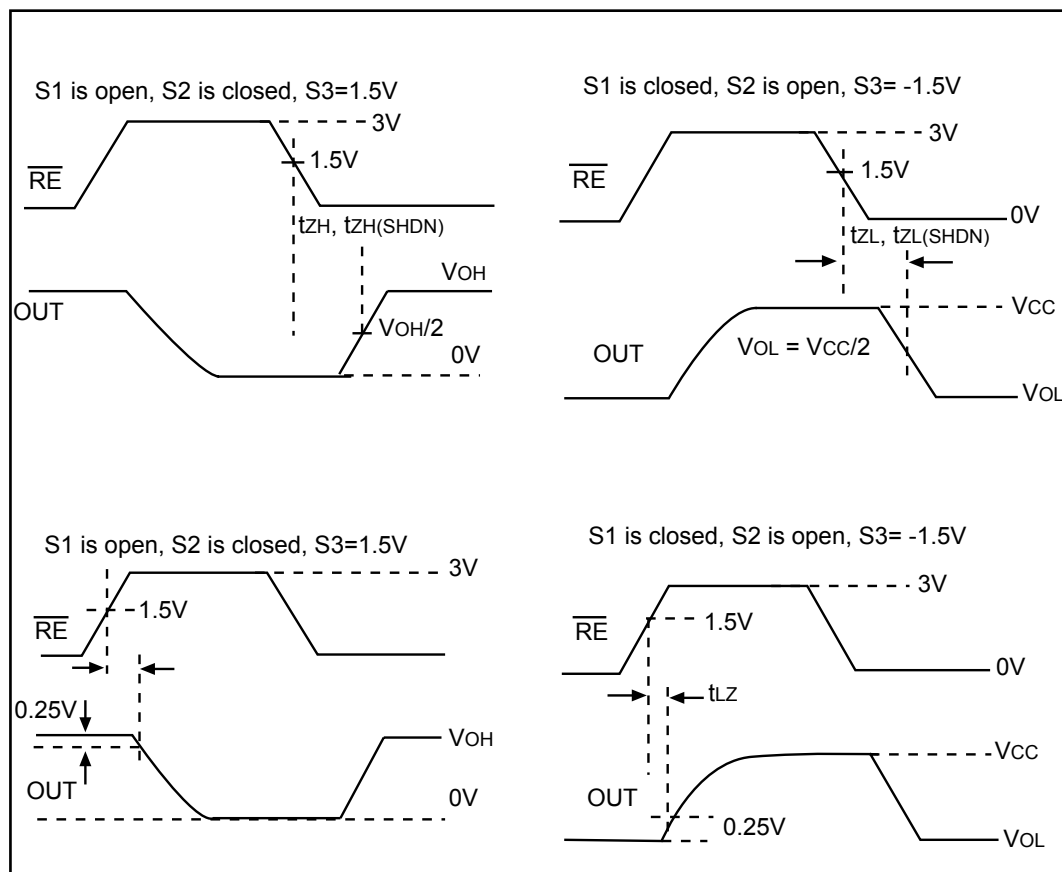 S1 is open, S2 is closed, S3=1.5V
3V
1.5V
RE
tZH, tZH(SHDN)
VOH
OUT
VOH/2
0V
S1 is closed, S2 is open, S3= -1.5V
3V
1.5V
RE
0V
tZL, tZL(SHDN)
VCC
OUT
VOL = VCC/2
VOL
S1 is open, S2 is closed, S3=1.5V
3V
1.5V
RE
0.25V
VOH
OUT
0V
S1 is closed, S2 is open, S3= -1.5V
3V
1.5V
RE
0V
tLZ
VCC
OUT
0.25V
VOL